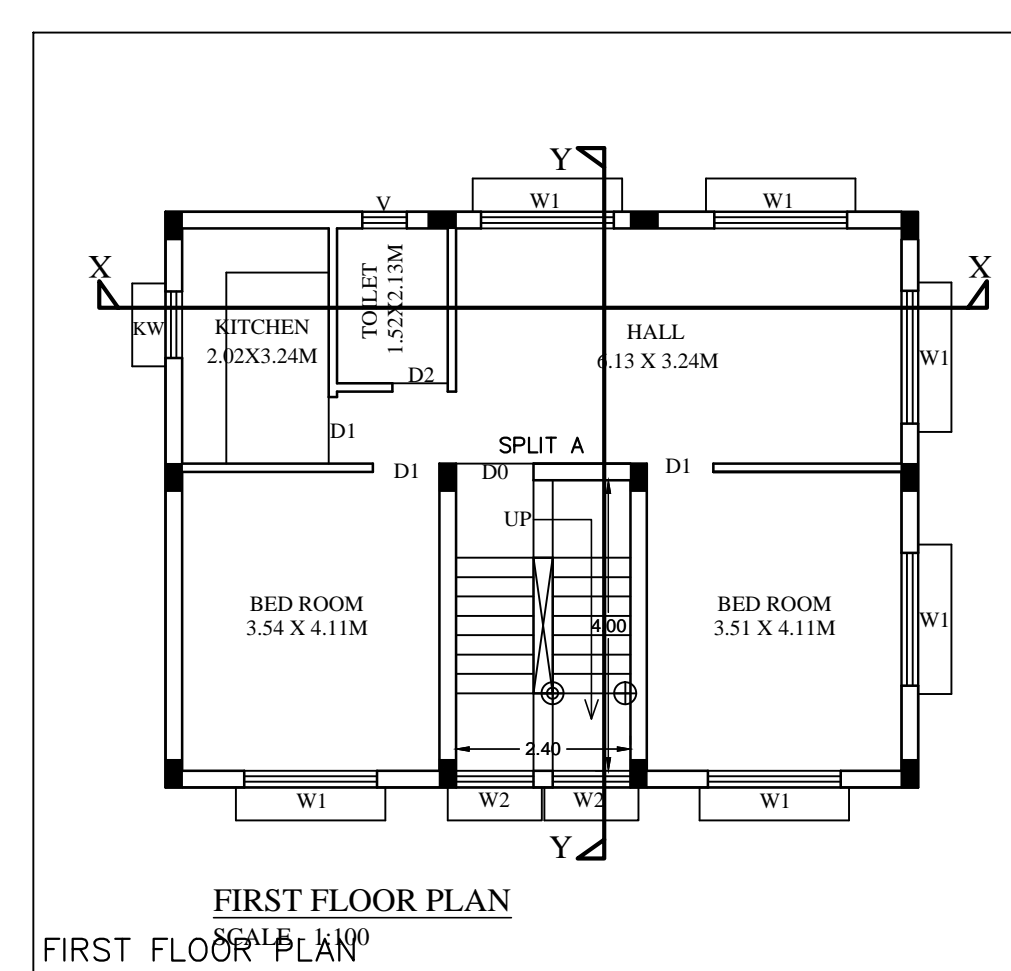 Y
W1
W1
V
X
X
KW
KITCHEN
2.02X3.24M
TOILET
1.52X2.13M
HALL
6.13 X 3.24M
W1
D2
D1
SPLIT A
D1
D0
D1
UP
BED ROOM
3.54 X 4.11M
4.00
BED ROOM
3.51 X 4.11M
W1
2.40
W1
W2
W2
W1
Y
FIRST FLOOR PLAN
SCALE - 1:100
FIRST FLOOR PLAN